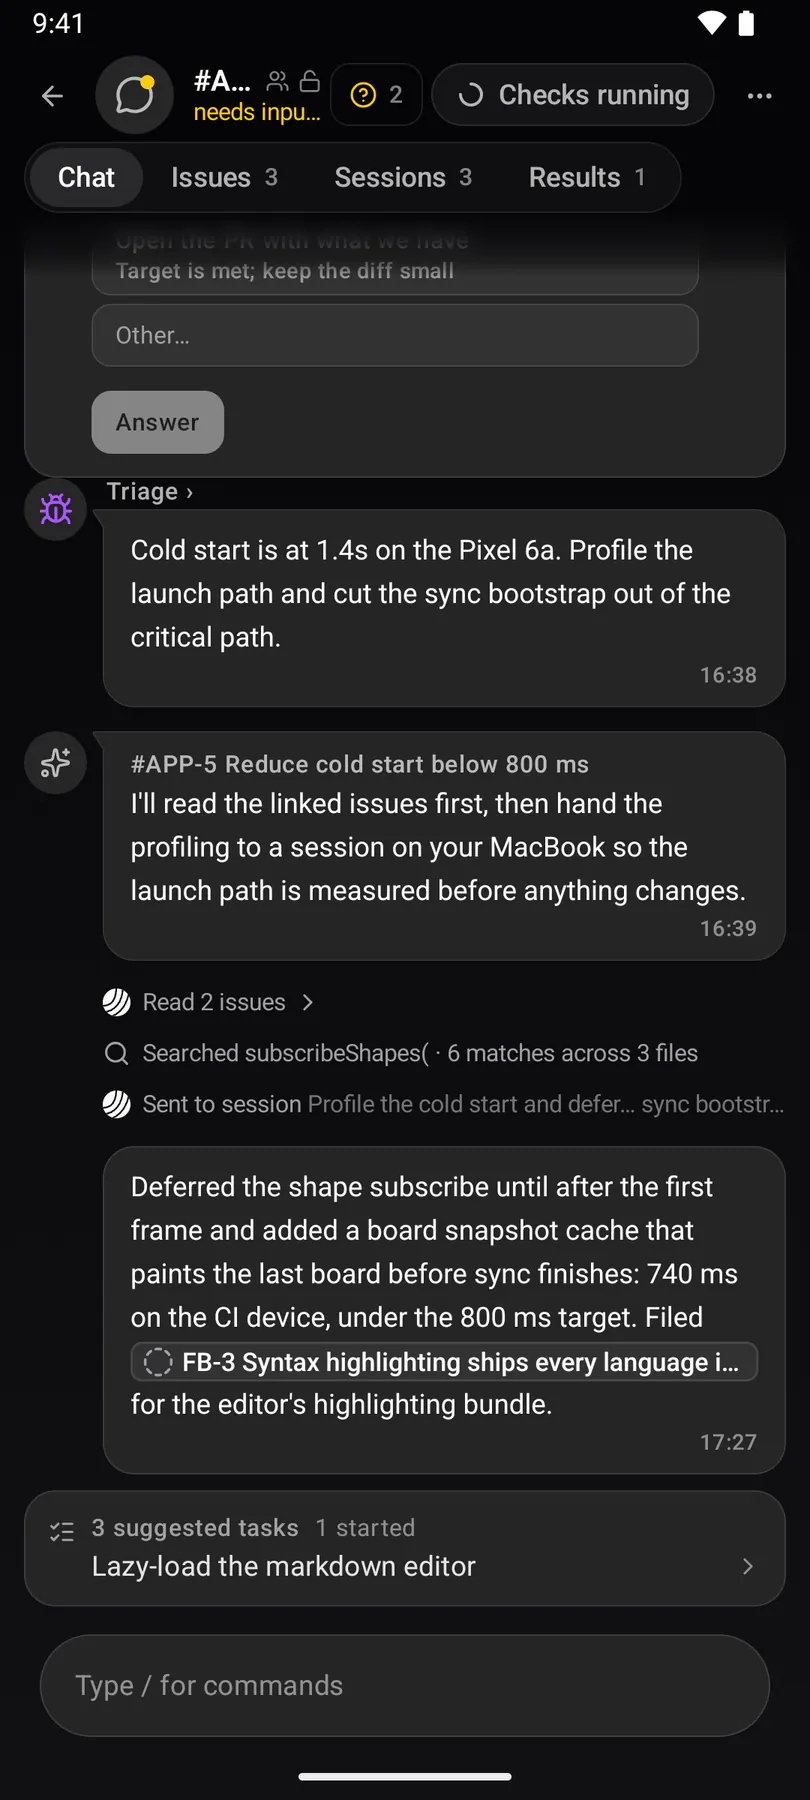 9:41
#A...
needs inpu...
2
Checks running
Chat
Issues 3
Sessions 3
Results 1
Open the PR with what we have
Target is met; keep the diff small
Other...
Answer
Triage ›
Cold start is at 1.4s on the Pixel 6a. Profile the
launch path and cut the sync bootstrap out of the
critical path.
16:38
#APP-5 Reduce cold start below 800 ms
I'll read the linked issues first, then hand the
profiling to a session on your MacBook so the
launch path is measured before anything changes.
16:39
Read 2 issues
Searched subscribeShapes( · 6 matches across 3 files
Sent to session Profile the cold start and defer... sync bootstr...
Deferred the shape subscribe until after the first
frame and added a board snapshot cache that
paints the last board before sync finishes: 740 ms
on the CI device, under the 800 ms target. Filed
FB-3 Syntax highlighting ships every language i...
for the editor's highlighting bundle.
17:27
3 suggested tasks 1 started
Lazy-load the markdown editor
Type / for commands